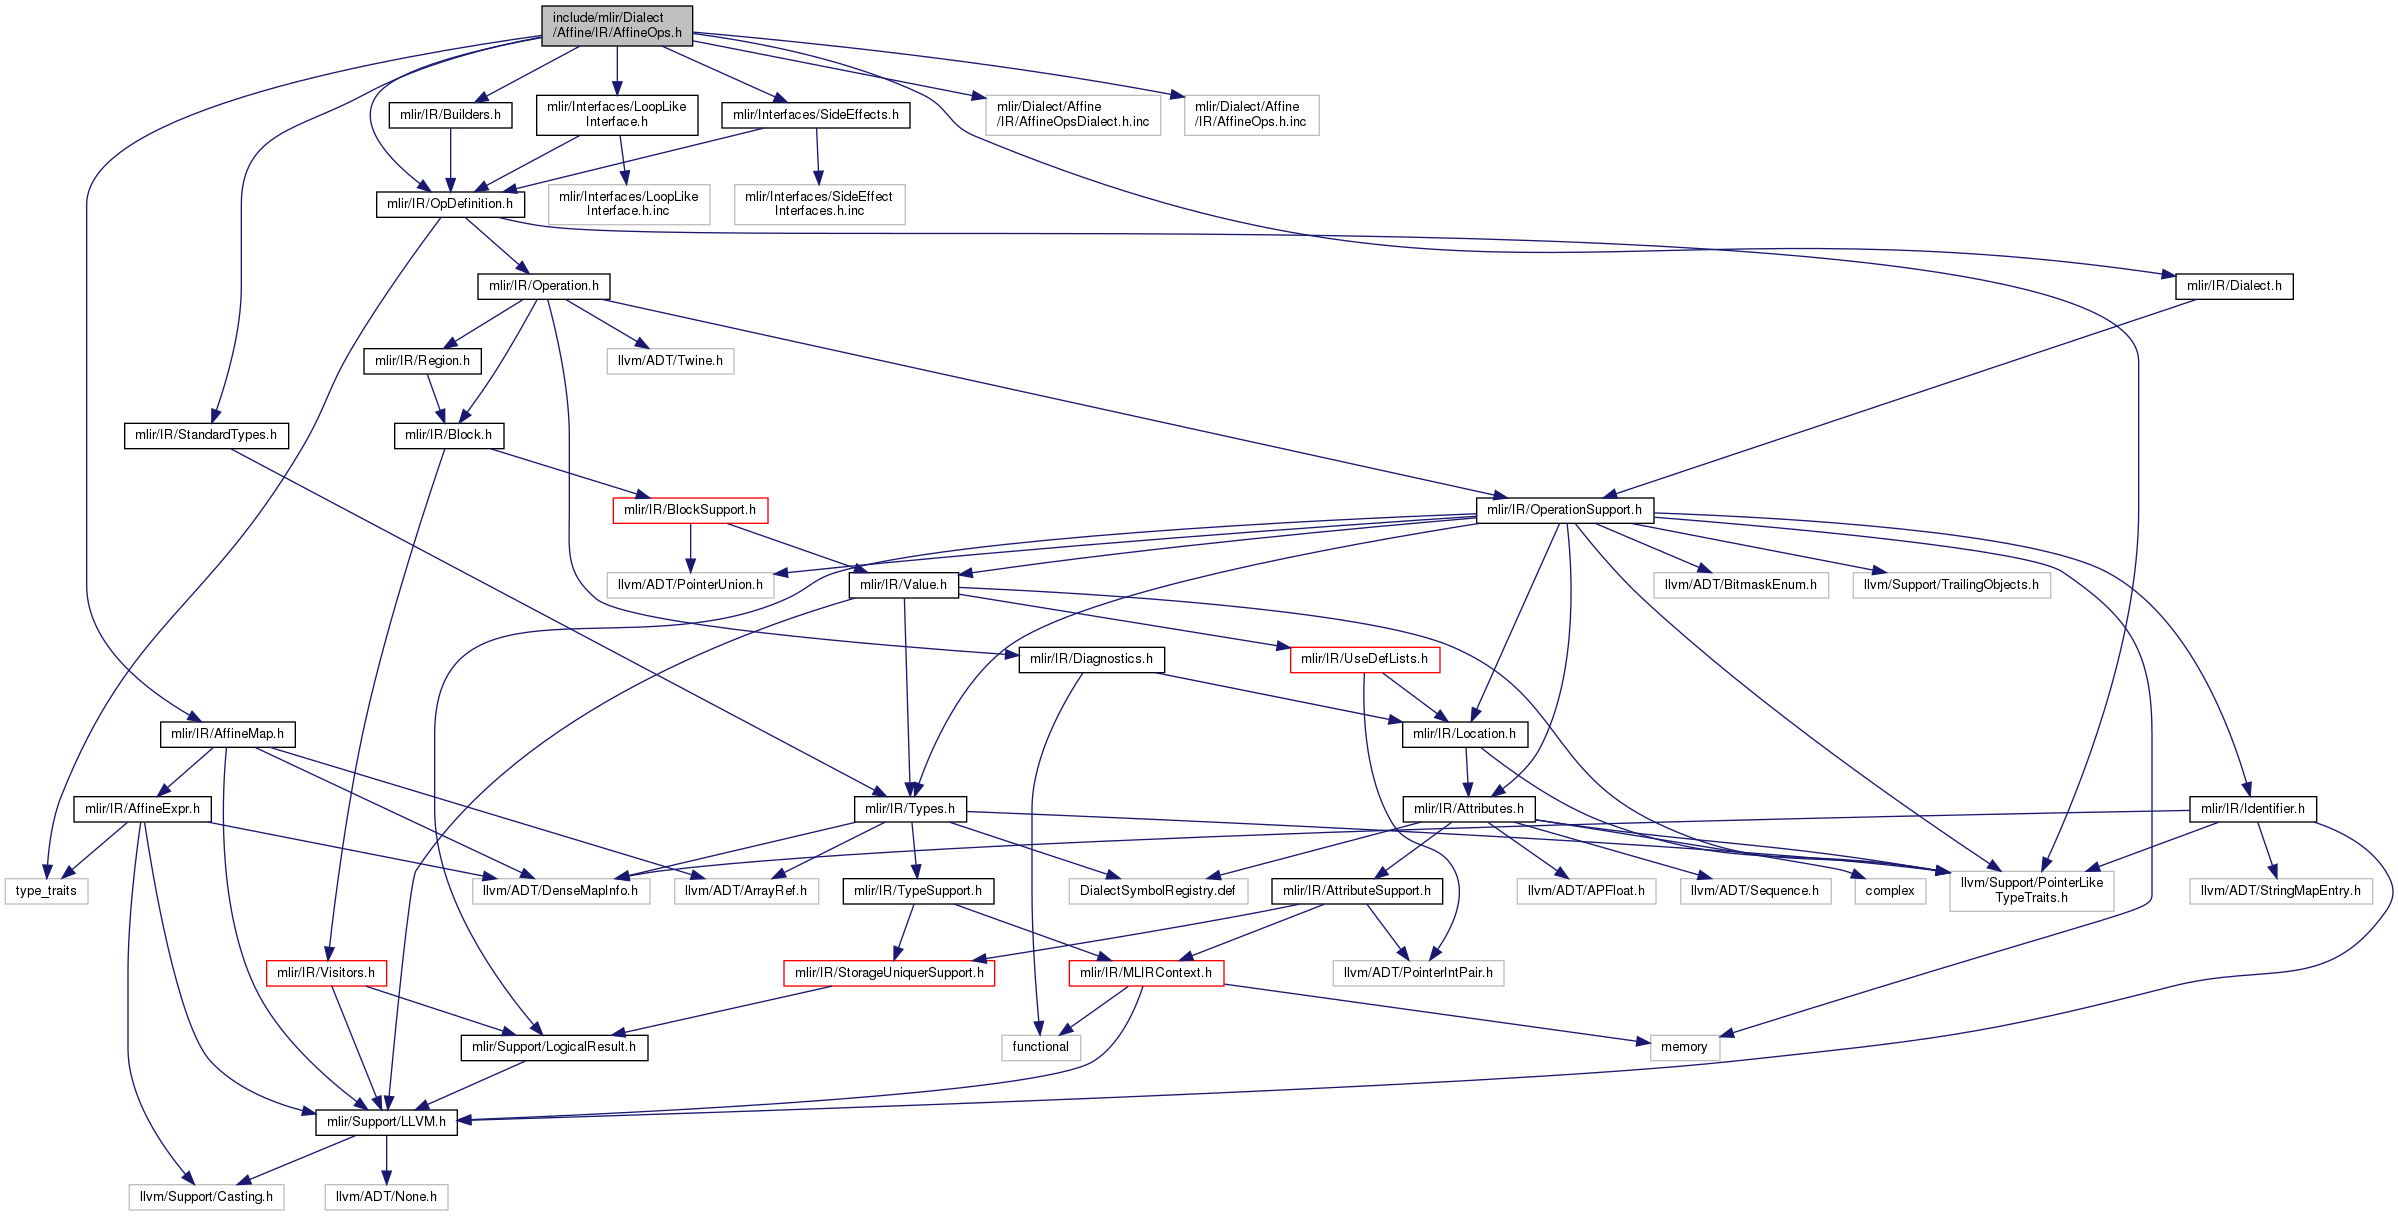 include/mlir/Dialect
/Affine/IR/AffineOps.h
mlir/IR/Builders.h
mlir/Interfaces/LoopLike
Interface.h
mlir/Interfaces/SideEffects.h
mlir/Dialect/Affine
/IR/AffineOpsDialect.h.inc
mlir/Dialect/Affine
/IR/AffineOps.h.inc
mlir/IR/OpDefinition.h
mlir/Interfaces/LoopLike
Interface.h.inc
mlir/Interfaces/SideEffect
Interfaces.h.inc
mlir/IR/Operation.h
mlir/IR/Dialect.h
mlir/IR/Region.h
llvm/ADT/Twine.h
mlir/IR/StandardTypes.h
mlir/IR/Block.h
mlir/IR/BlockSupport.h
mlir/IR/OperationSupport.h
llvm/ADT/PointerUnion.h
mlir/IR/Value.h
llvm/ADT/BitmaskEnum.h
llvm/Support/TrailingObjects.h
mlir/IR/Diagnostics.h
mlir/IR/UseDefLists.h
mlir/IR/AffineMap.h
mlir/IR/Location.h
mlir/IR/AffineExpr.h
mlir/IR/Types.h
mlir/IR/Attributes.h
mlir/IR/Identifier.h
type_traits
llvm/ADT/DenseMapInfo.h
llvm/ADT/ArrayRef.h
mlir/IR/TypeSupport.h
DialectSymbolRegistry.def
mlir/IR/AttributeSupport.h
llvm/ADT/APFloat.h
llvm/ADT/Sequence.h
complex
llvm/Support/PointerLike
TypeTraits.h
llvm/ADT/StringMapEntry.h
mlir/IR/Visitors.h
mlir/IR/StorageUniquerSupport.h
mlir/IR/MLIRContext.h
llvm/ADT/PointerIntPair.h
mlir/Support/LogicalResult.h
functional
memory
mlir/Support/LLVM.h
llvm/Support/Casting.h
llvm/ADT/None.h